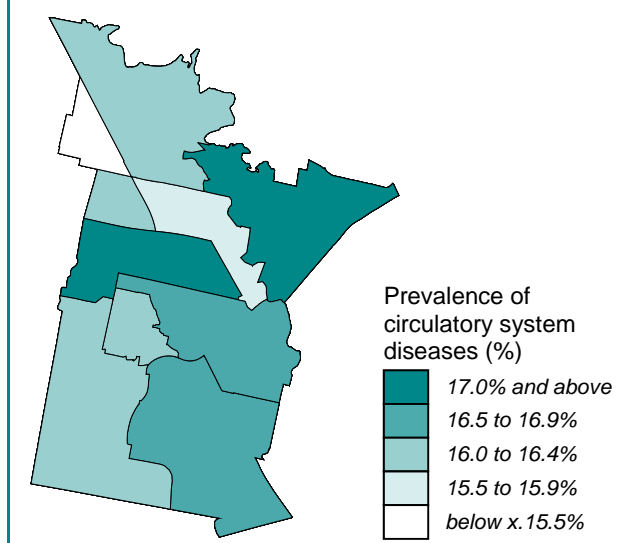 Prevalence of
circulatory system
diseases (%)
17.0% and above
16.5 to 16.9%
16.0 to 16.4%
15.5 to 15.9%
below x.15.5%